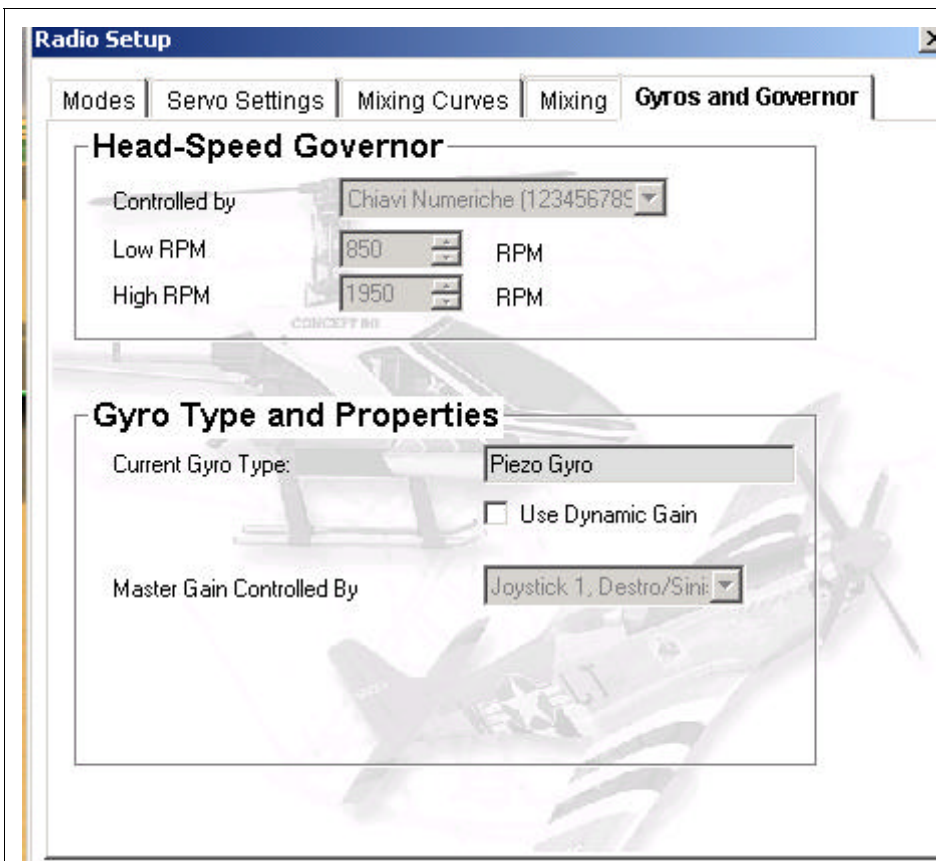 Radio Setup
Modes Servo Settings Mixing Curves Mixing Gyros and Governor
Head-Speed Governor
Controlled by Chiavi Numeriche (123456789
Low RPM 850 RPM
High RPM 1950 RPM
CONCEPT
Gyro Type and Properties
Current Gyro Type: Piezo Gyro
Use Dynamic Gain
Master Gain Controlled By Joystick 1, Destro/Sini